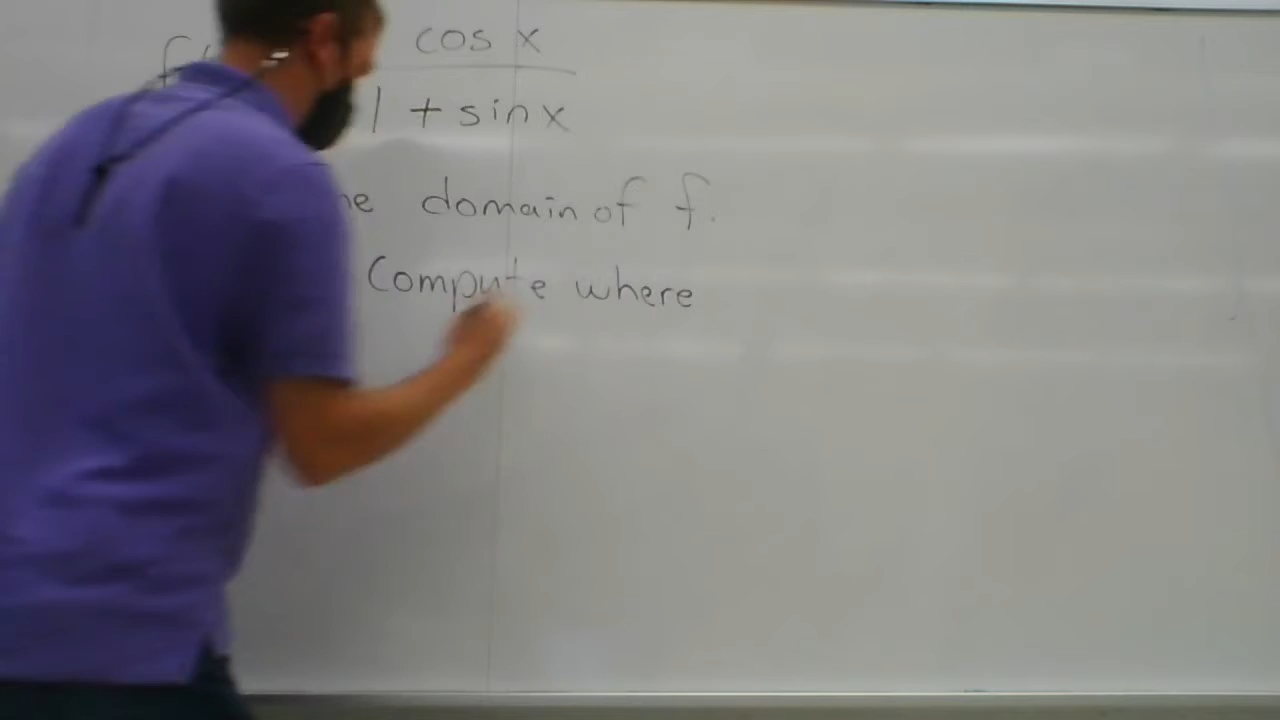 f cos x
1 + sin x
domain of f.
Compute where